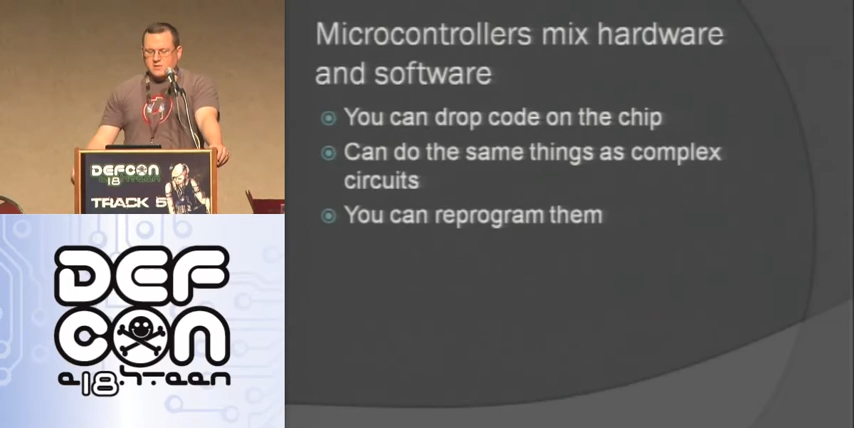 DEFCON
18
TRACK 5
DEF
CON
e18hteen
Microcontrollers mix hardware
and software
You can drop code on the chip
Can do the same things as complex
circuits
You can reprogram them